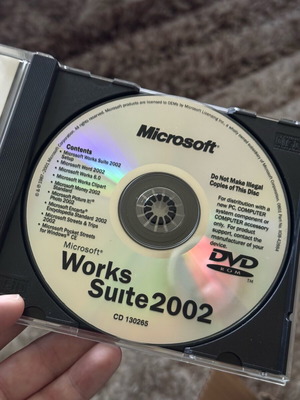 Microsoft®
Contents
• Microsoft Works Suite 2002
Setup
• Microsoft Word 2002
• Microsoft Works 6.0
• Microsoft Works Clipart
• Microsoft Money 2002
Standard
• Microsoft Picture It!®
Photo 2002
• Microsoft Encarta®
Encyclopedia Standard 2002
• Microsoft Streets & Trips
2002
• Microsoft Pocket Streets
for Windows® CE
Do Not Make Illegal
Copies of This Disc
For distribution with a
new PC, COMPUTER
system component or
COMPUTER accessory
only. For product
support, contact the
manufacturer of your
device.
DVD
ROM
™
Microsoft®
Works
Suite 2002
CD 130265